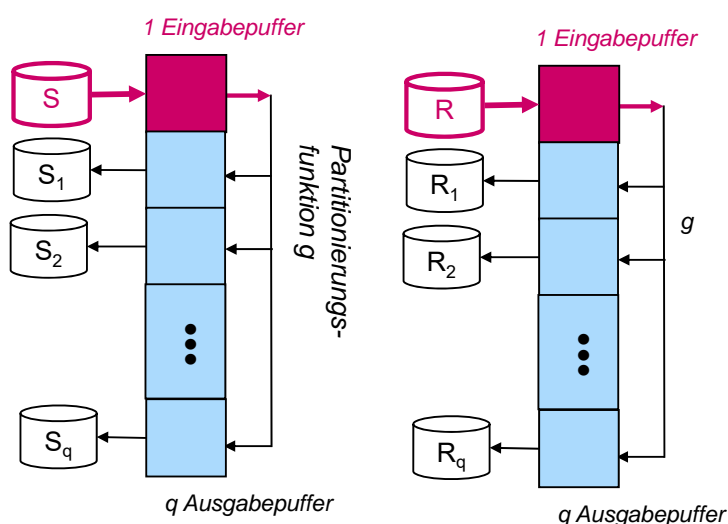 1 Eingabepuffer
S
S1
S2
Sq
Partitionierungs-
funktion g
q Ausgabepuffer
1 Eingabepuffer
R
R1
R2
Rq
g
q Ausgabepuffer